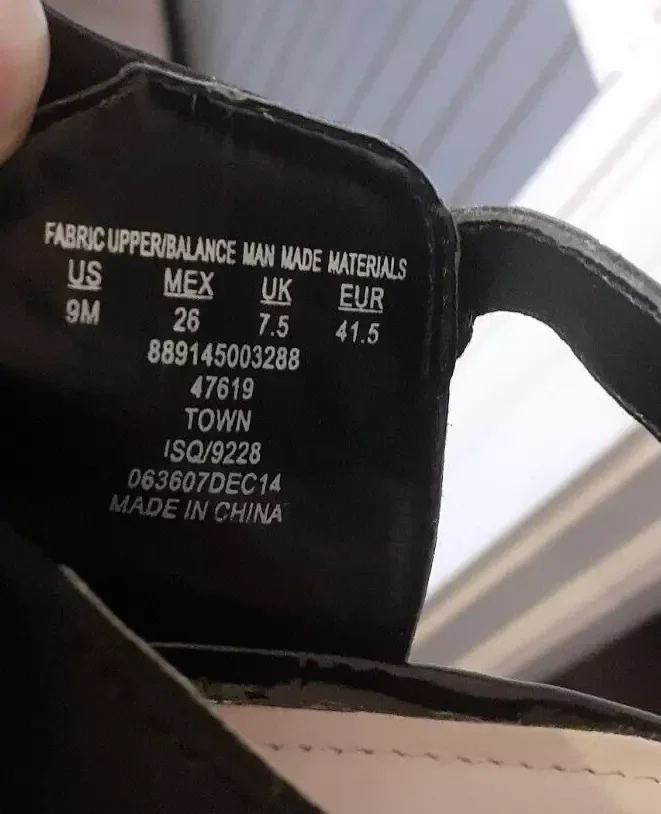 FABRIC UPPER/BALANCE MAN MADE MATERIALS
US MEX UK EUR
9M 26 7.5 41.5
889145003288
47619
TOWN
ISQ/9228
063607DEC14
MADE IN CHINA